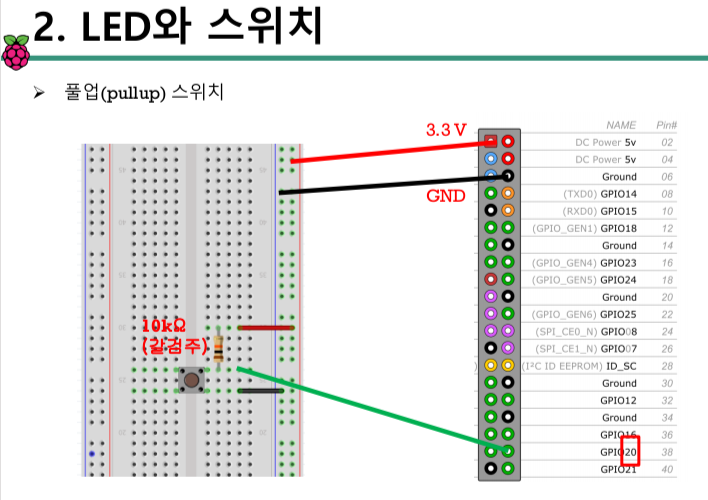 2. LED와 스위치
➤ 풀업(pullup) 스위치
3.3 V
GND
10kΩ
(갈검주)
NAME Pin#
DC Power 5v 02
DC Power 5v 04
Ground 06
(TXD0) GPIO14 08
(RXD0) GPIO15 10
(GPIO_GEN1) GPIO18 12
Ground 14
(GPIO_GEN4) GPIO23 16
(GPIO_GEN5) GPIO24 18
Ground 20
(GPIO_GEN6) GPIO25 22
(SPI_CE0_N) GPIO08 24
(SPI_CE1_N) GPIO07 26
(I²C ID EEPROM) ID_SC 28
Ground 30
GPIO12 32
Ground 34
GPIO16 36
GPIO20 38
GPIO21 40